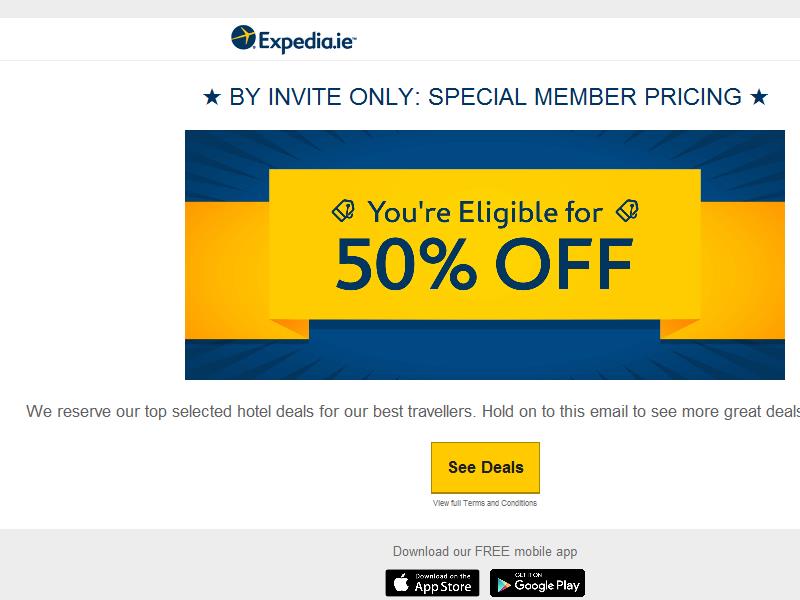 Expedia.ie™
★ BY INVITE ONLY: SPECIAL MEMBER PRICING ★
You're Eligible for
50% OFF
We reserve our top selected hotel deals for our best travellers. Hold on to this email to see more great deals
See Deals
View full Terms and Conditions
Download our FREE mobile app
Download on the
App Store
GET IT ON
Google Play